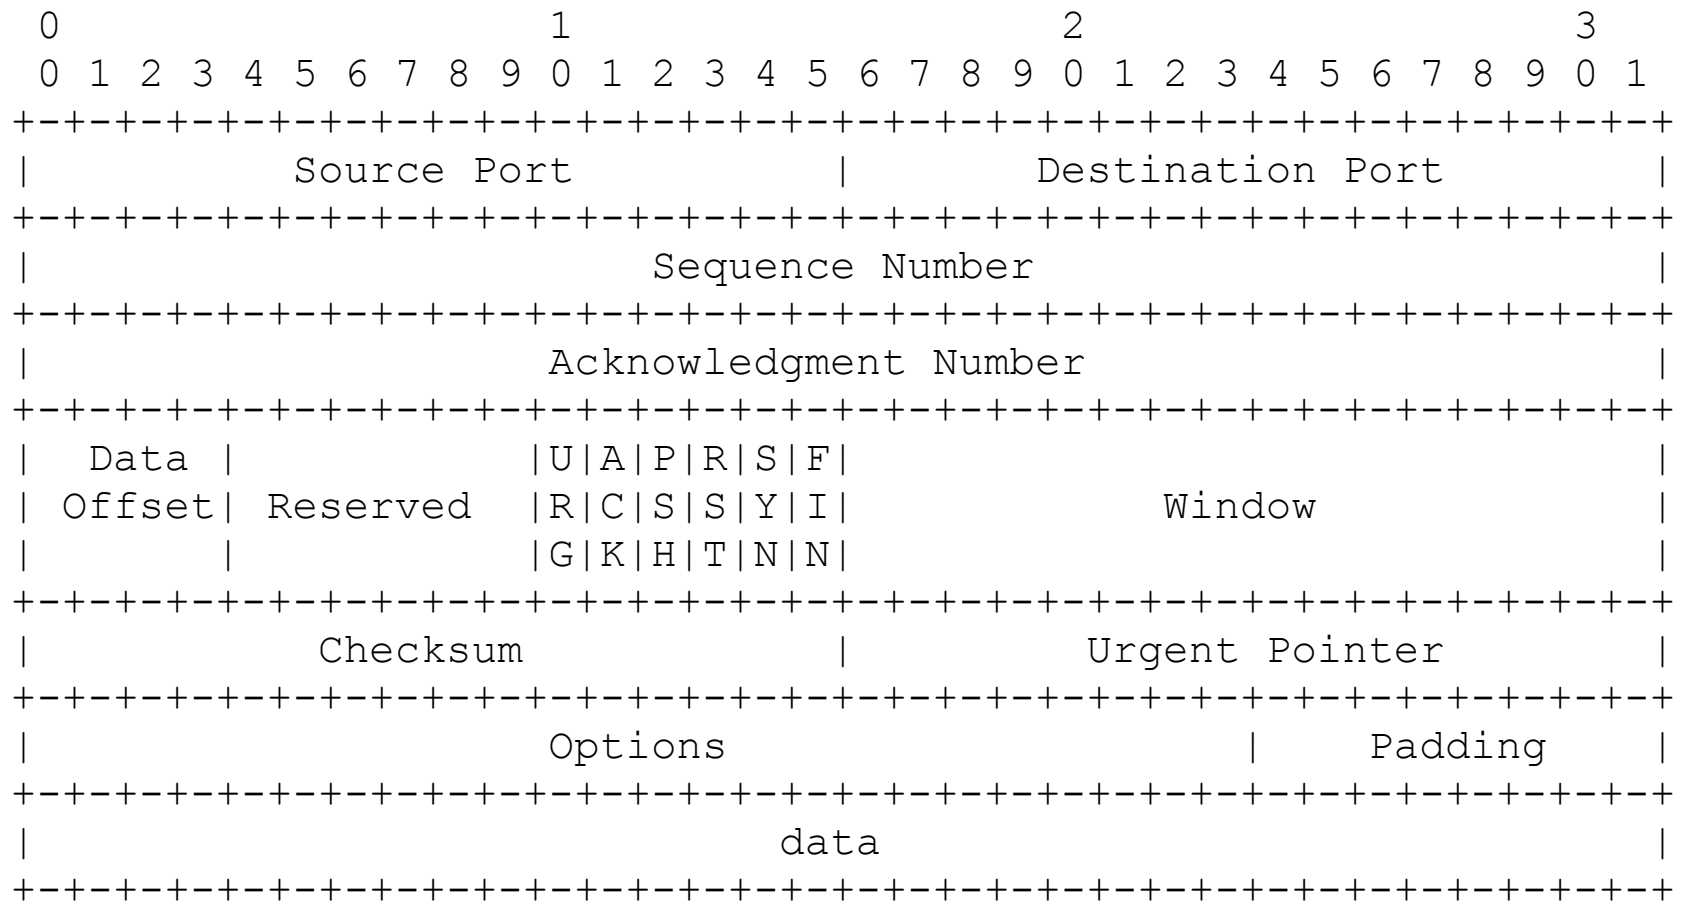 0                   1                   2                   3
    0 1 2 3 4 5 6 7 8 9 0 1 2 3 4 5 6 7 8 9 0 1 2 3 4 5 6 7 8 9 0 1
   +-+-+-+-+-+-+-+-+-+-+-+-+-+-+-+-+-+-+-+-+-+-+-+-+-+-+-+-+-+-+-+-+
   |          Source Port          |       Destination Port        |
   +-+-+-+-+-+-+-+-+-+-+-+-+-+-+-+-+-+-+-+-+-+-+-+-+-+-+-+-+-+-+-+-+
   |                        Sequence Number                        |
   +-+-+-+-+-+-+-+-+-+-+-+-+-+-+-+-+-+-+-+-+-+-+-+-+-+-+-+-+-+-+-+-+
   |                    Acknowledgment Number                      |
   +-+-+-+-+-+-+-+-+-+-+-+-+-+-+-+-+-+-+-+-+-+-+-+-+-+-+-+-+-+-+-+-+
   |  Data |           |U|A|P|R|S|F|                               |
   | Offset| Reserved  |R|C|S|S|Y|I|            Window             |
   |       |           |G|K|H|T|N|N|                               |
   +-+-+-+-+-+-+-+-+-+-+-+-+-+-+-+-+-+-+-+-+-+-+-+-+-+-+-+-+-+-+-+-+
   |           Checksum            |         Urgent Pointer        |
   +-+-+-+-+-+-+-+-+-+-+-+-+-+-+-+-+-+-+-+-+-+-+-+-+-+-+-+-+-+-+-+-+
   |                    Options                    |    Padding    |
   +-+-+-+-+-+-+-+-+-+-+-+-+-+-+-+-+-+-+-+-+-+-+-+-+-+-+-+-+-+-+-+-+
   |                             data                              |
   +-+-+-+-+-+-+-+-+-+-+-+-+-+-+-+-+-+-+-+-+-+-+-+-+-+-+-+-+-+-+-+-+